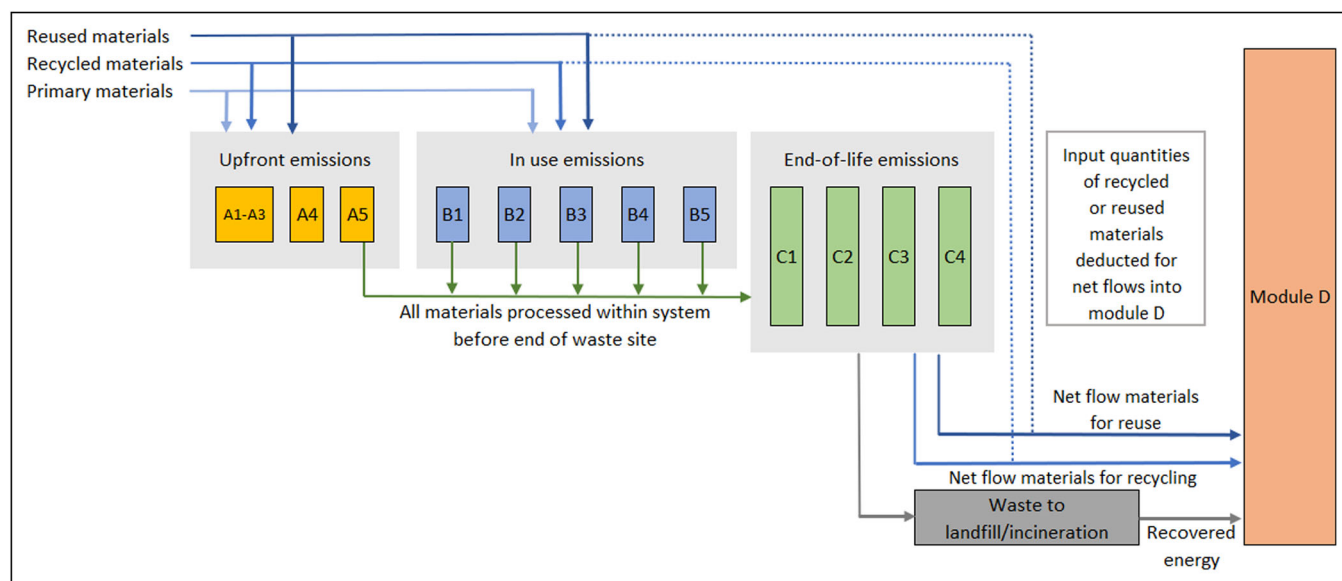 Reused materials
Recycled materials
Primary materials
Upfront emissions
A1-A3
A4
A5
In use emissions
B1
B2
B3
B4
B5
End-of-life emissions
C1
C2
C3
C4
All materials processed within system
before end of waste site
Input quantities
of recycled
or reused
materials
deducted for
net flows into
module D
Module D
Net flow materials
for reuse
Net flow materials for recycling
Waste to
landfill/incineration
Recovered
energy